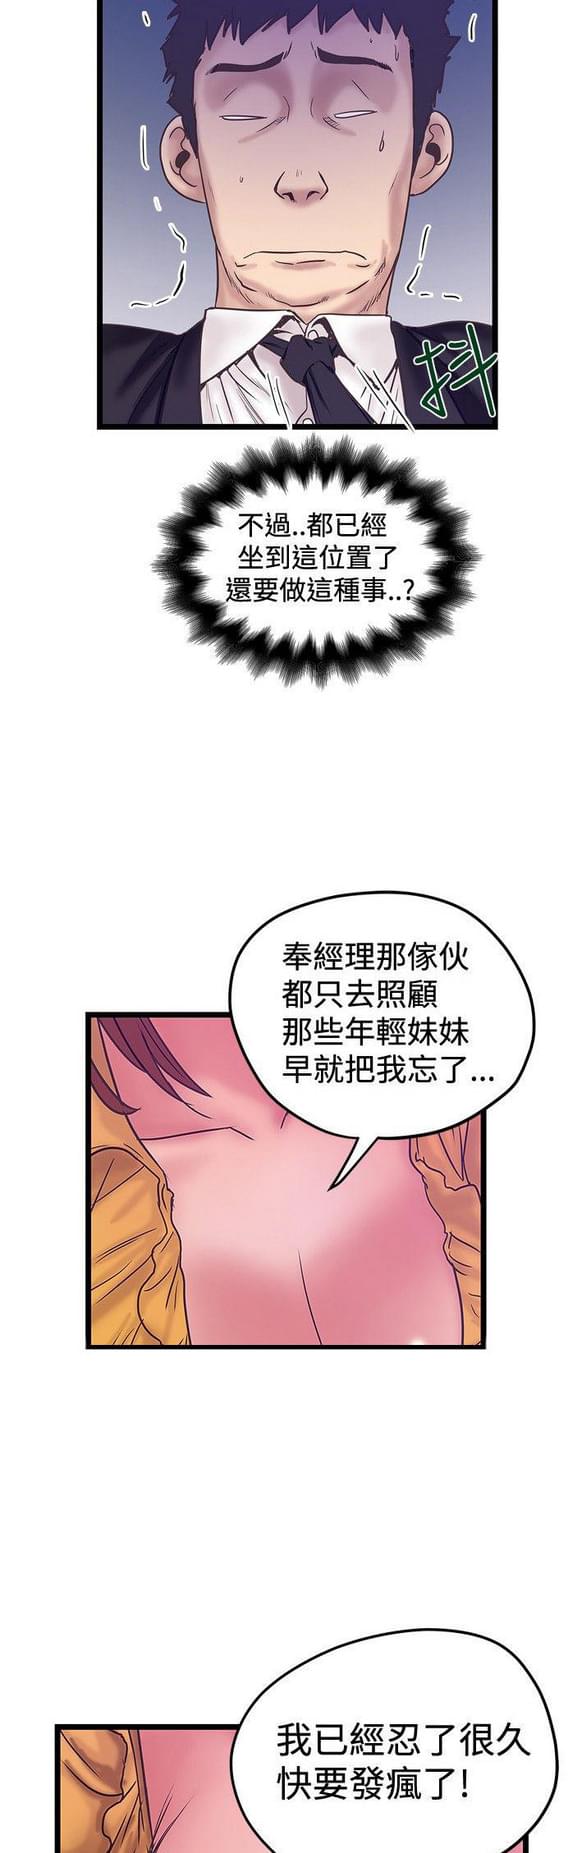 抖
不過..都已經
坐到這位置了
還要做這種事..?
奉經理那傢伙
都只去照顧
那些年輕妹妹
早就把我忘了...
我已經忍了很久
快要發瘋了!